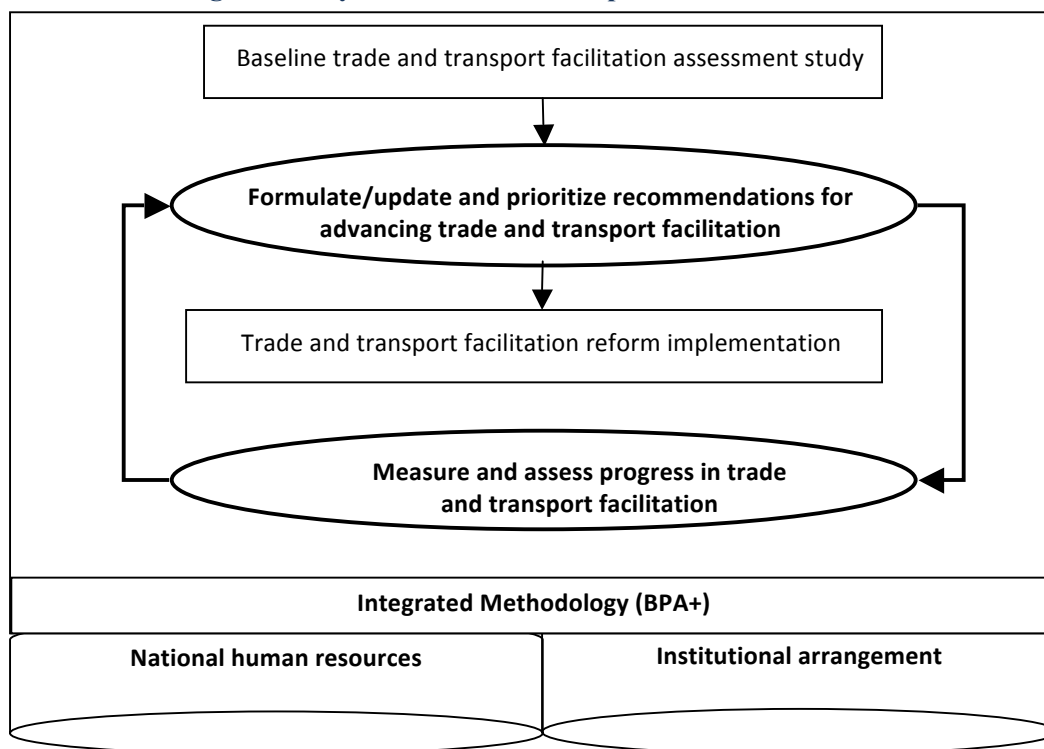 Baseline trade and transport facilitation assessment study
Formulate/update and prioritize recommendations for
advancing trade and transport facilitation
Trade and transport facilitation reform implementation
Measure and assess progress in trade
and transport facilitation
Integrated Methodology (BPA+)
National human resources
Institutional arrangement